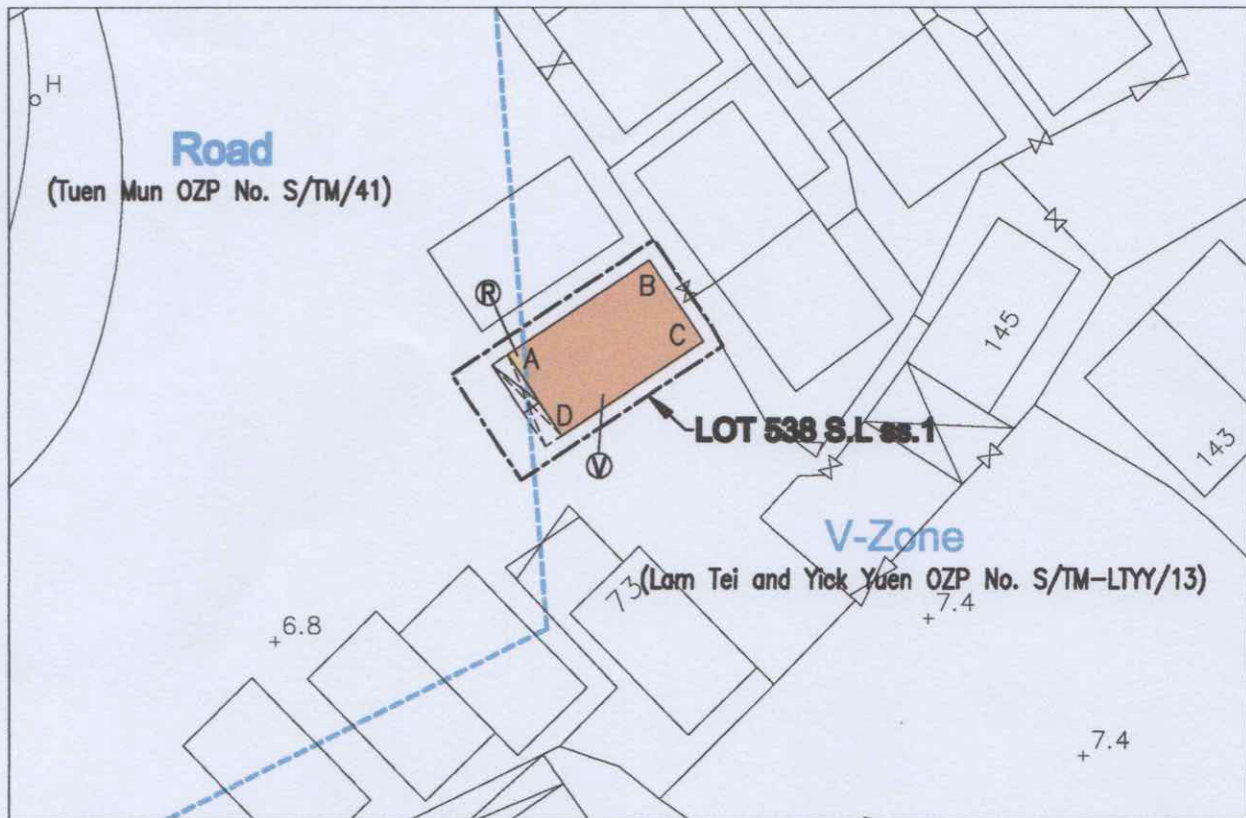 H
Road
(Tuen Mun OZP No. S/TM/41)
R
B
A
C
D
145
LOT 538 S.L ss.1
V
143
V-Zone
(Lam Tei and Yick Yuen OZP No. S/TM-LTYY/13)
73
7.4
6.8
7.4